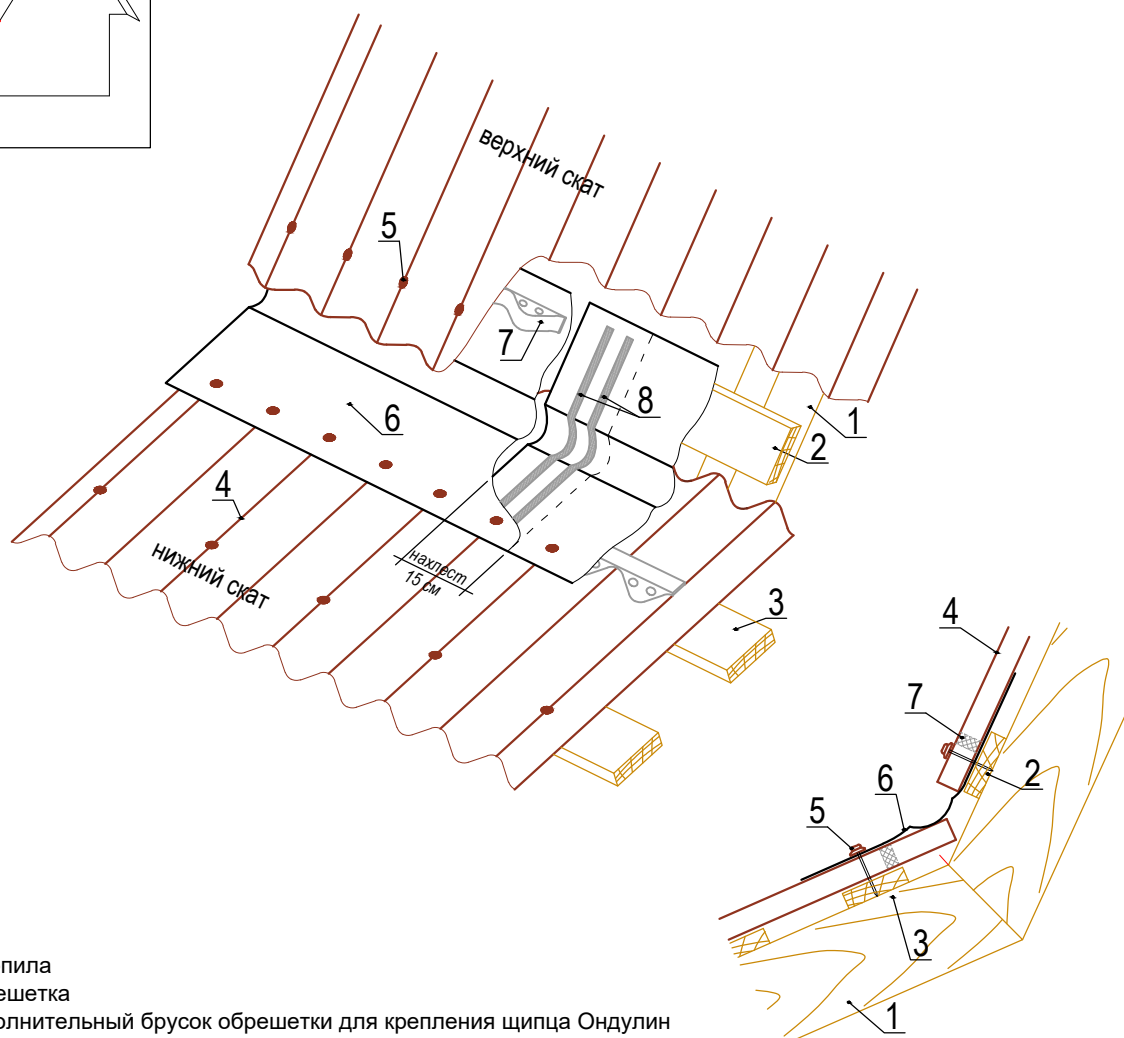 верхний скат
5
7
8
1
6
2
4
нижний скат
нахлест
15 см
3
4
7
2
6
5
3
1
пила
ешетка
олнительный брусок обрешетки для крепления щипца Ондулин